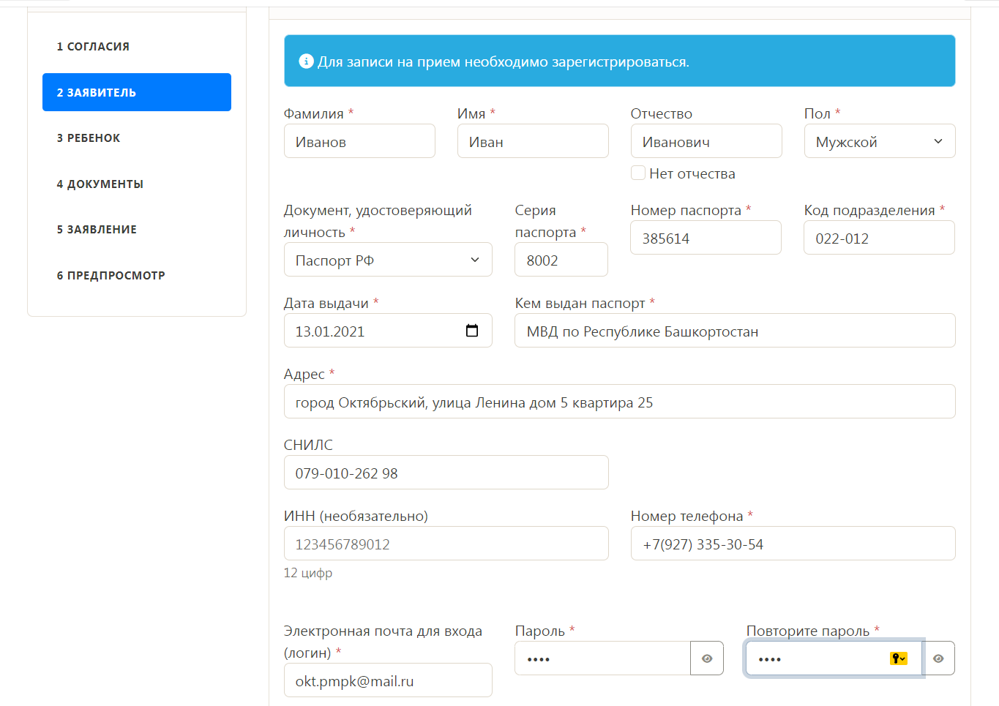 1 СОГЛАСИЯ
2 ЗАЯВИТЕЛЬ
3 РЕБЕНОК
4 ДОКУМЕНТЫ
5 ЗАЯВЛЕНИЕ
6 ПРЕДПРОСМОТР
Для записи на прием необходимо зарегистрироваться.
Фамилия * Имя * Отчество Пол *
Иванов Иван Иванович Мужской
Нет отчества
Документ, удостоверяющий личность * Серия паспорта * Номер паспорта * Код подразделения *
Паспорт РФ 8002 385614 022-012
Дата выдачи * Кем выдан паспорт *
13.01.2021 МВД по Республике Башкортостан
Адрес *
город Октябрьский, улица Ленина дом 5 квартира 25
СНИЛС
079-010-262 98
ИНН (необязательно) Номер телефона *
123456789012 +7(927) 335-30-54
12 цифр
Электронная почта для входа (логин) * Пароль * Повторите пароль *
okt.pmpk@mail.ru •••• ••••